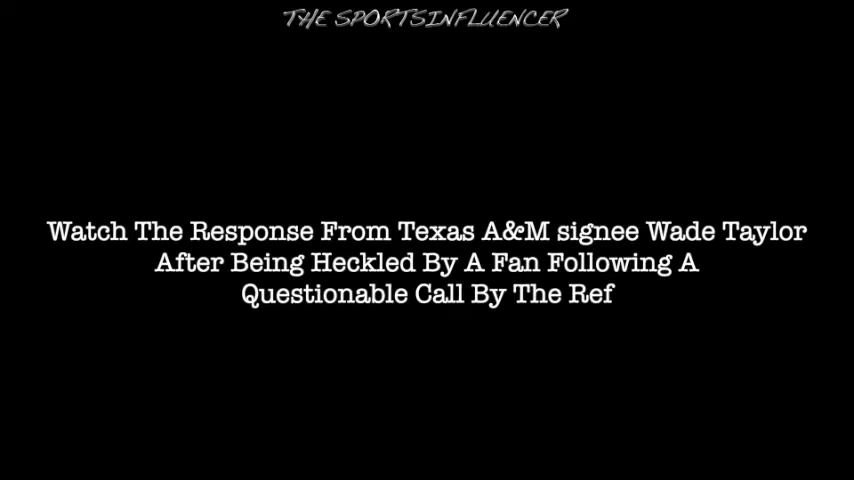 THE SPORTSINFLUENCER
Watch The Response From Texas A&M signee Wade Taylor
After Being Heckled By A Fan Following A
Questionable Call By The Ref